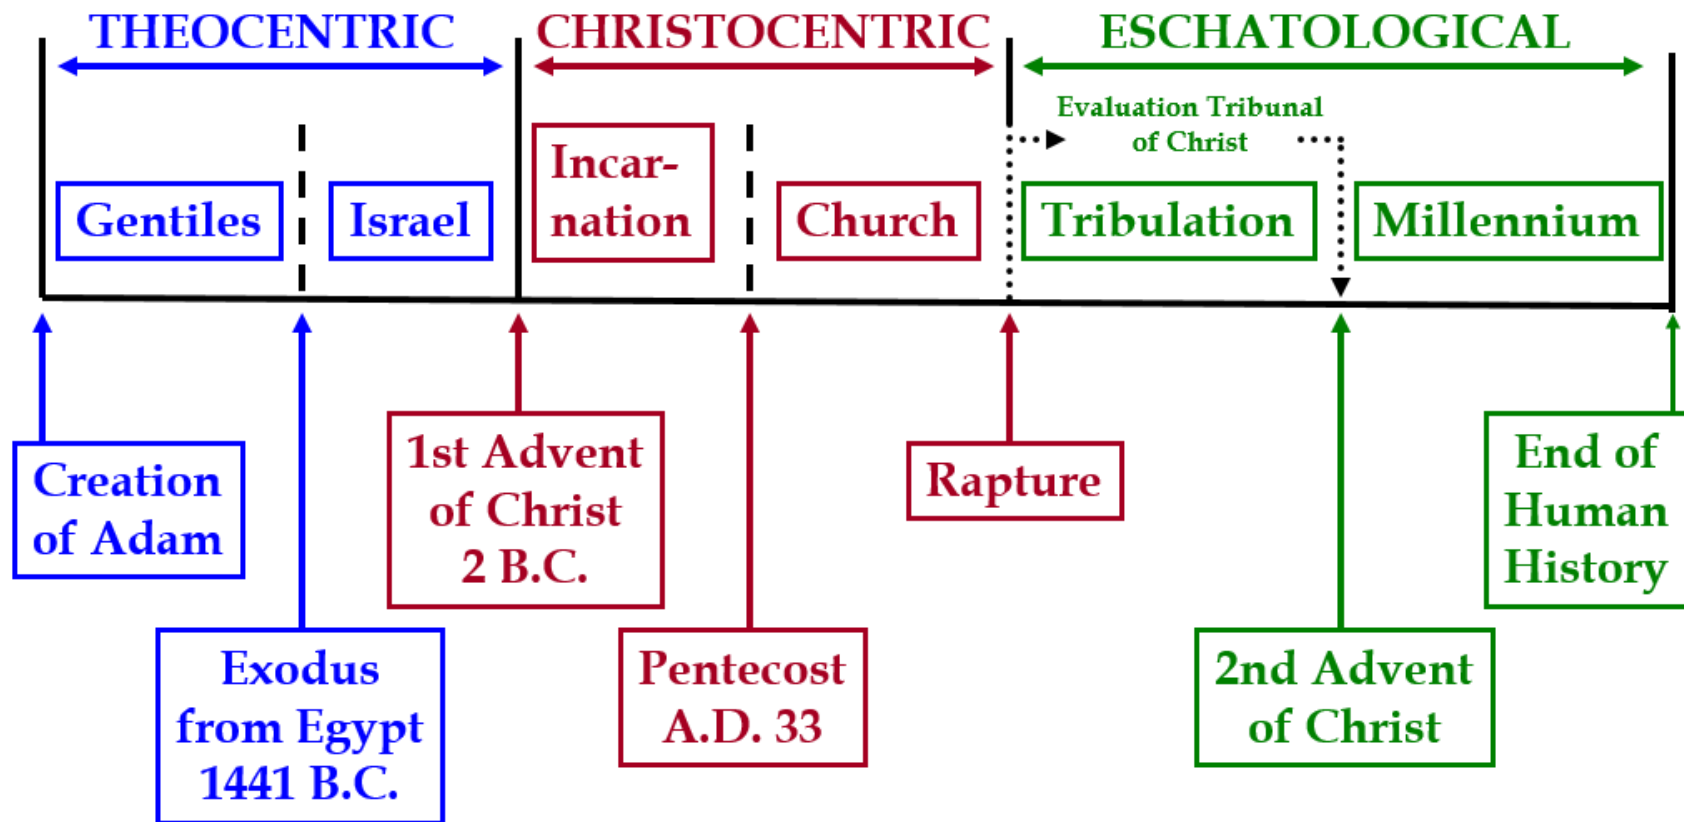 THEOCENTRIC
CHRISTOCENTRIC
ESCHATOLOGICAL
Evaluation Tribunal
of Christ
Gentiles
Israel
Incar-
nation
Church
Tribulation
Millennium
Creation
of Adam
Exodus
from Egypt
1441 B.C.
1st Advent
of Christ
2 B.C.
Pentecost
A.D. 33
Rapture
2nd Advent
of Christ
End of
Human
History